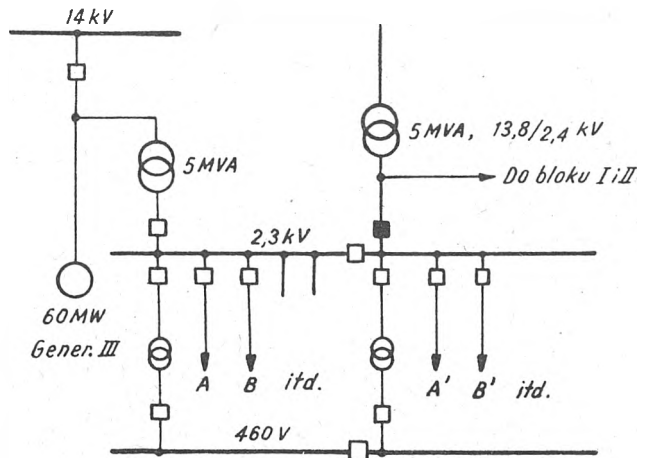 14 kV
5 MVA, 13,8/2,4 kV
5 MVA
Do bloku I i II
2,3 kV
60 MW
Gener. III
A B itd.
A' B' itd.
460 V